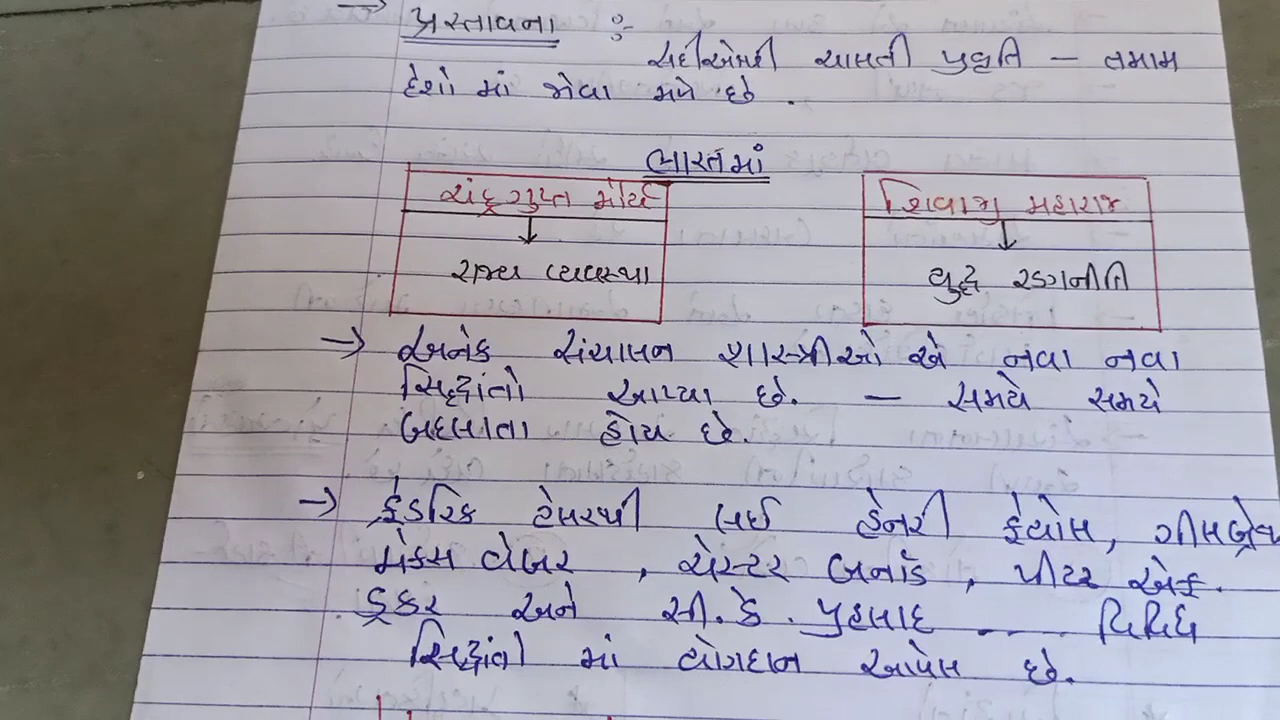 → પ્રસ્તાવના :-
સદીઓથી ચાલતી પ્રવૃત્તિ – તમામ
દેશો માં જોવા મળે છે.
ભારતમાં
ચંદ્રગુપ્ત મૌર્ય
↓
રાજ્ય વ્યવસ્થા
શિવાજી મહારાજ
↓
યુદ્ધ રણનીતિ
→ અનેક સંચાલન શાસ્ત્રીઓ એ નવા નવા
સિદ્ધાંતો આપ્યા છે. – સમયે સમયે
બદલાતા હોય છે.
→ ફ્રેડરિક ટેલરથી લઈ હેનરી ફેયોલ, ગીલબ્રેથ
મેક્સ વેબર, ચેસ્ટર બર્નાર્ડ, પીટર એફ.
ડ્રકર અને સી. કે. પ્રહલાદ .... વિવિધ
સિદ્ધાંતો માં યોગદાન આપેલ છે.